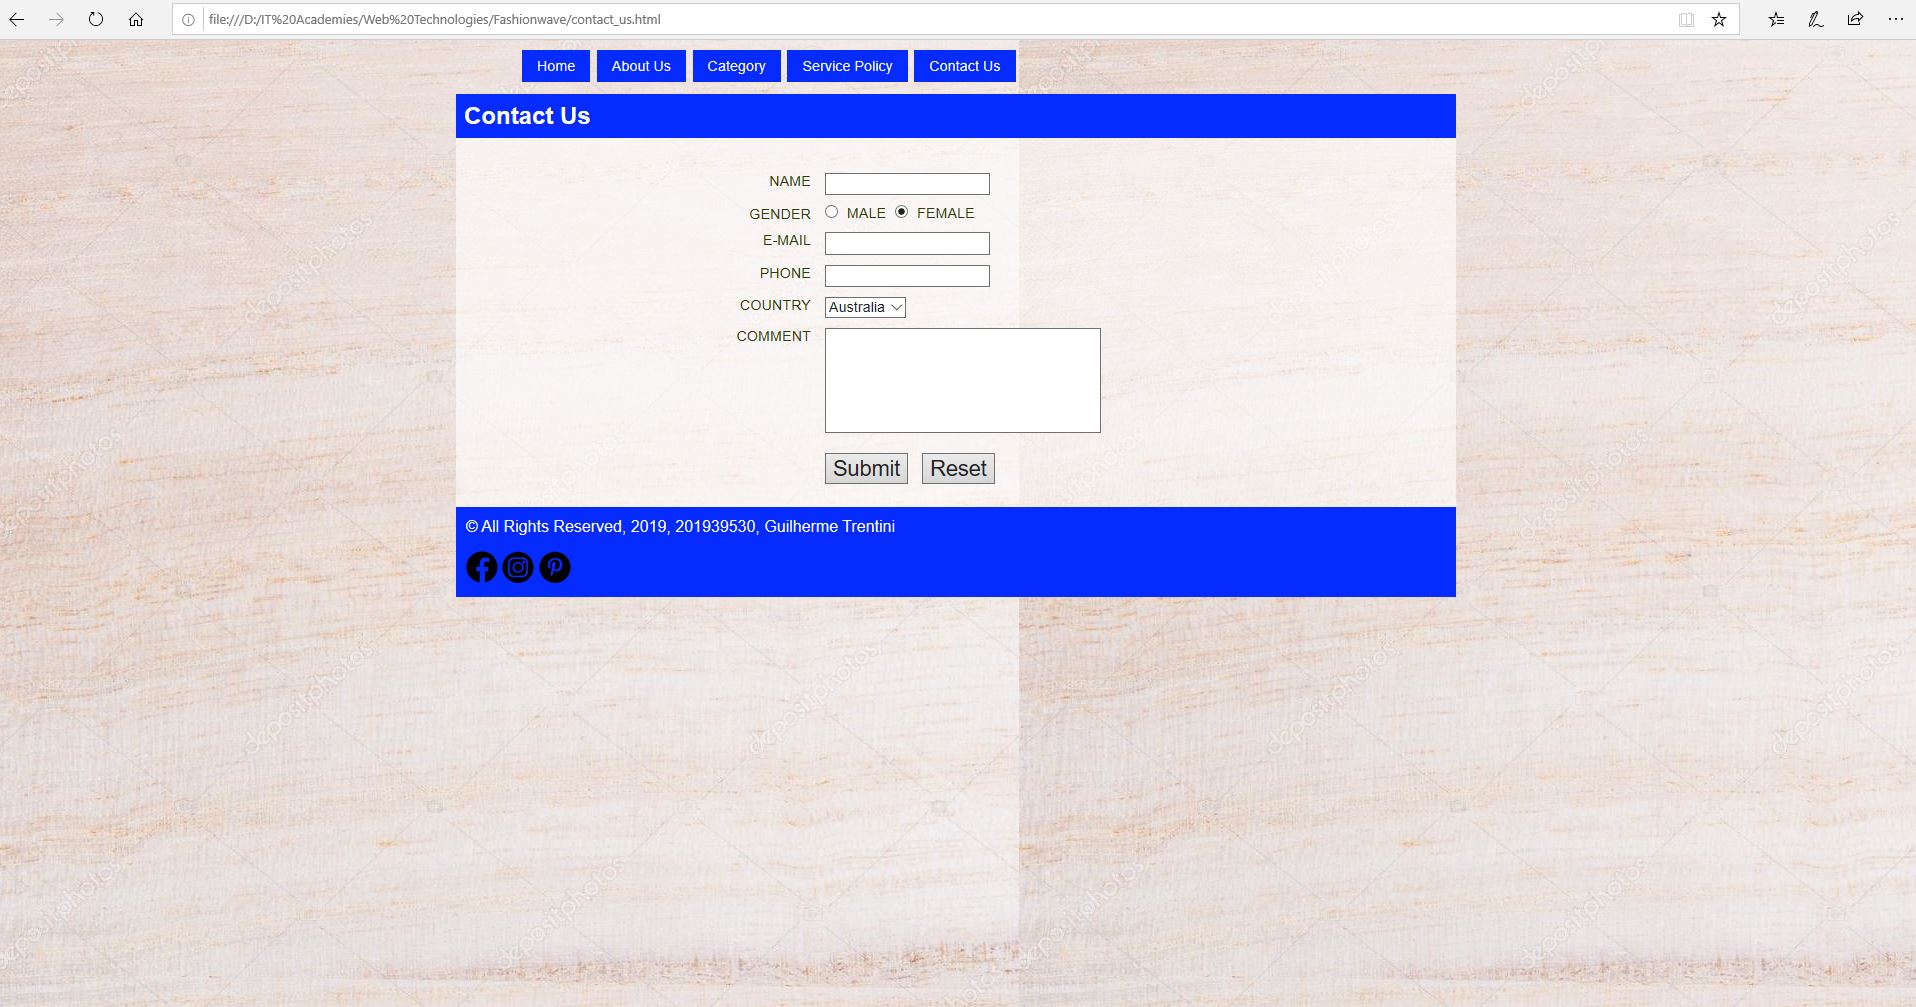 file:///D:/IT%20Academies/Web%20Technologies/Fashionwave/contact_us.html
Home About Us Category Service Policy Contact Us
Contact Us
NAME
GENDER MALE FEMALE
E-MAIL
PHONE
COUNTRY Australia
COMMENT
Submit Reset
© All Rights Reserved, 2019, 201939530, Guilherme Trentini
depositphotos